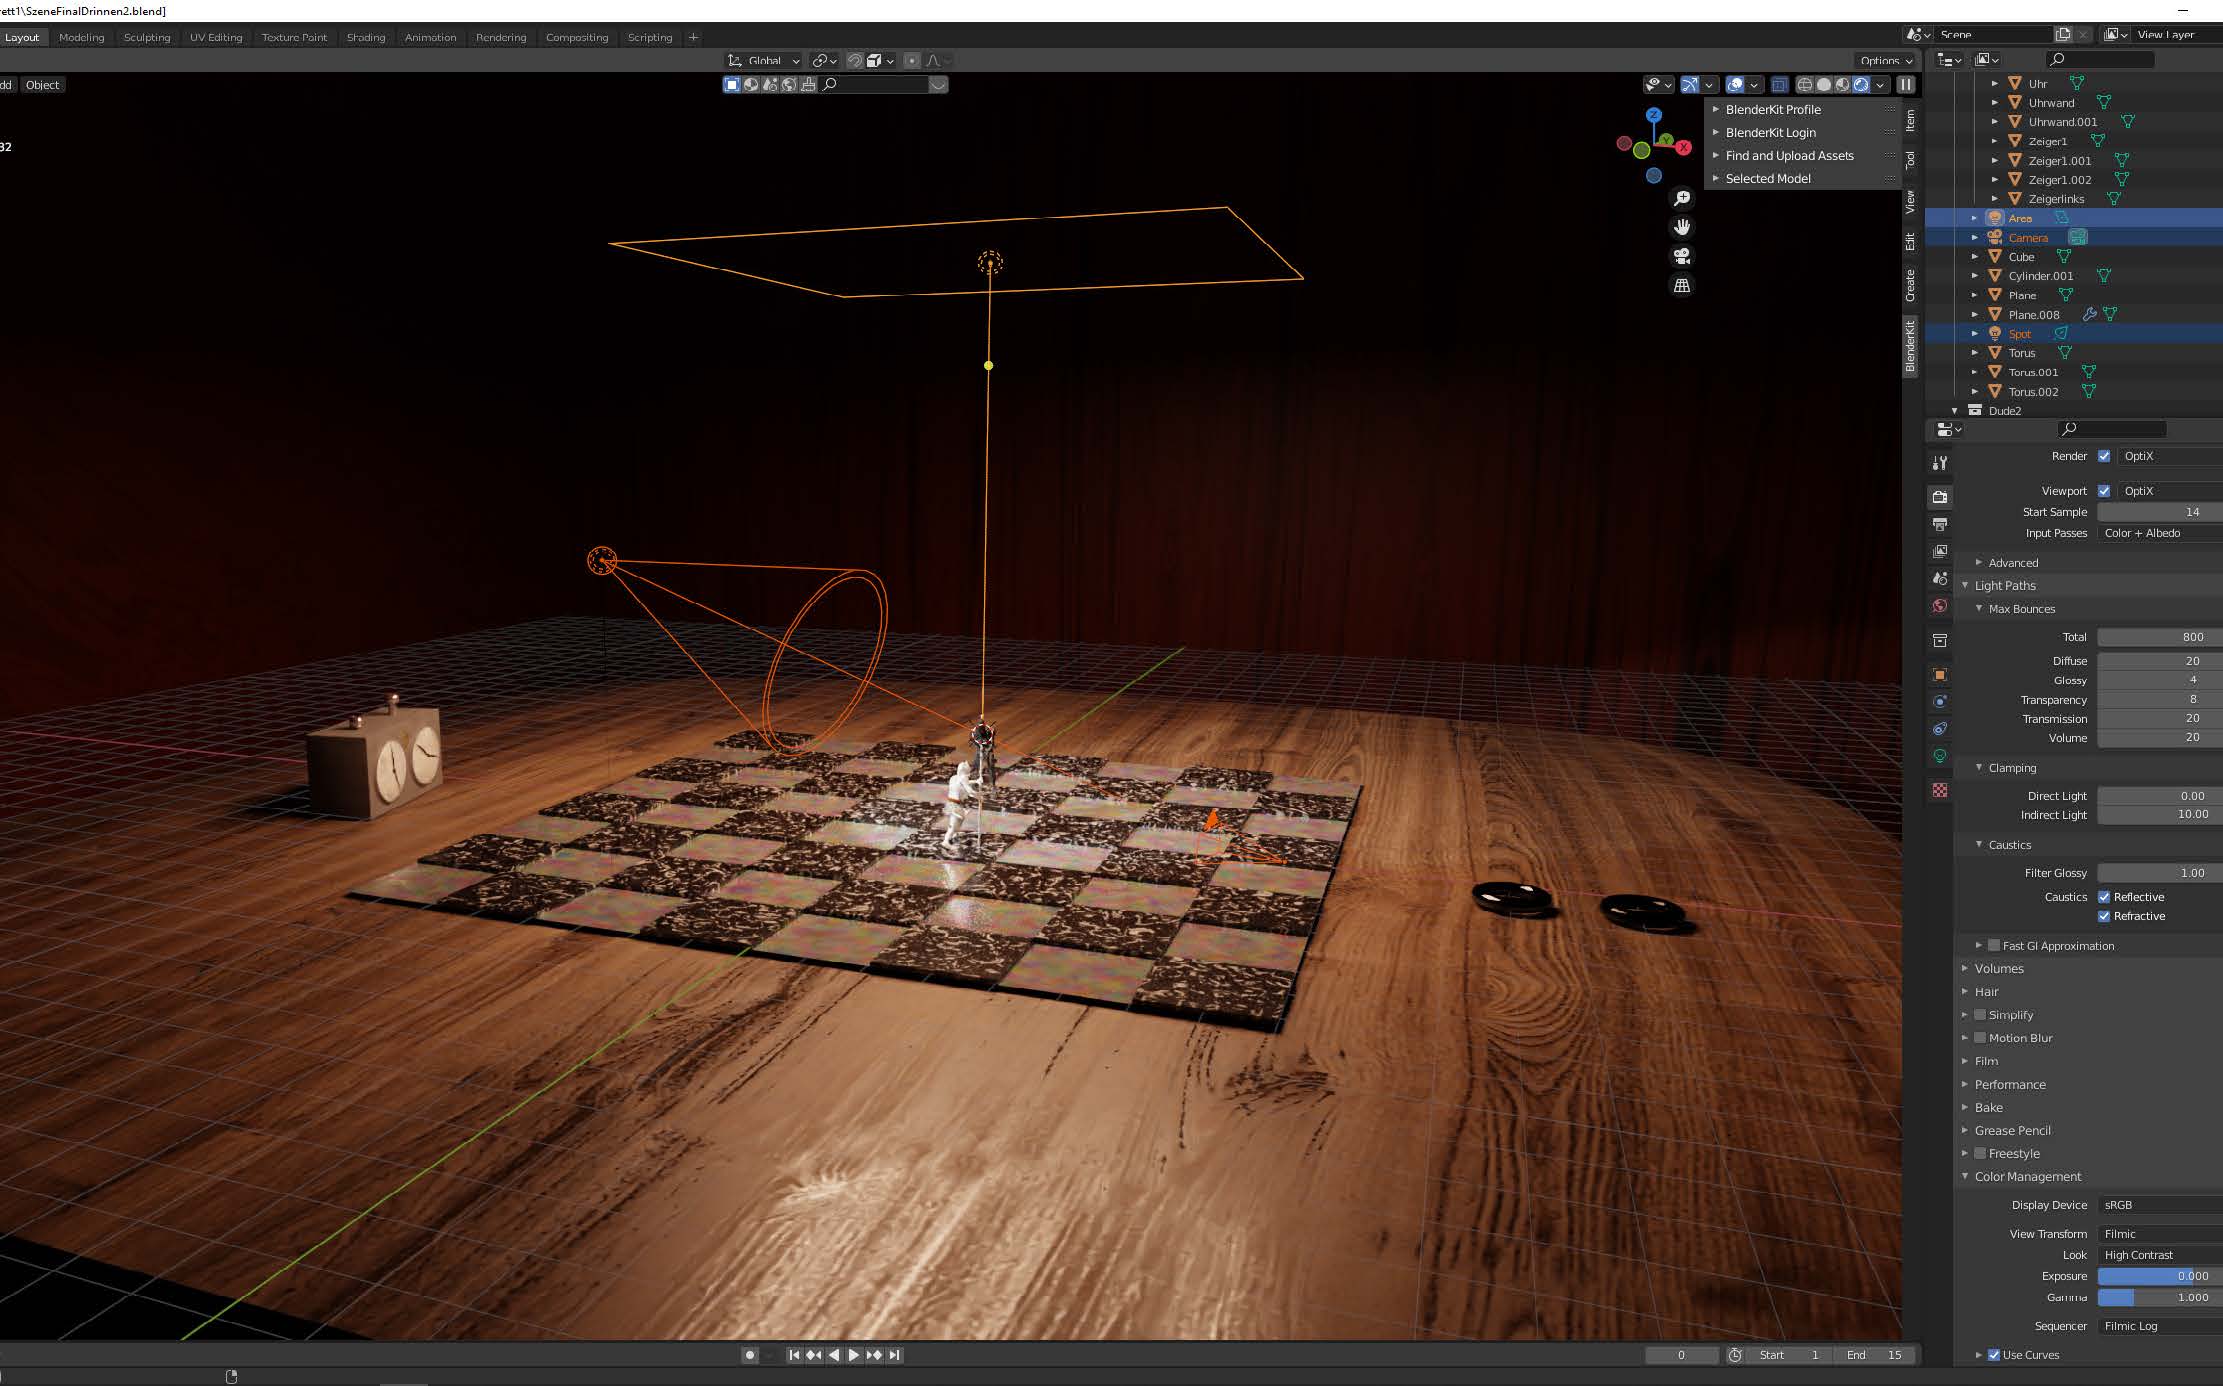 rett1\SzeneFinalDrinnen2.blend]
Layout Modeling Sculpting UV Editing Texture Paint Shading Animation Rendering Compositing Scripting + Scene View Layer
Global Options
dd Object
32
BlenderKit Profile
BlenderKit Login
Find and Upload Assets
Selected Model
Z
Y
X
Item
Tool
View
Edit
Create
BlenderKit
Uhr
Uhrwand
Uhrwand.001
Zeiger1
Zeiger1.001
Zeiger1.002
Zeigerlinks
Area
Camera
Cube
Cylinder.001
Plane
Plane.008
Spot
Torus
Torus.001
Torus.002
Dude2
Render OptiX
Viewport OptiX
Start Sample 14
Input Passes Color + Albedo
Advanced
Light Paths
Max Bounces
Total 800
Diffuse 20
Glossy 4
Transparency 8
Transmission 20
Volume 20
Clamping
Direct Light 0.00
Indirect Light 10.00
Caustics
Filter Glossy 1.00
Caustics Reflective
Refractive
Fast GI Approximation
Volumes
Hair
Simplify
Motion Blur
Film
Performance
Bake
Grease Pencil
Freestyle
Color Management
Display Device sRGB
View Transform Filmic
Look High Contrast
Exposure 0.000
Gamma 1.000
Sequencer Filmic Log
Use Curves
0 Start 1 End 15